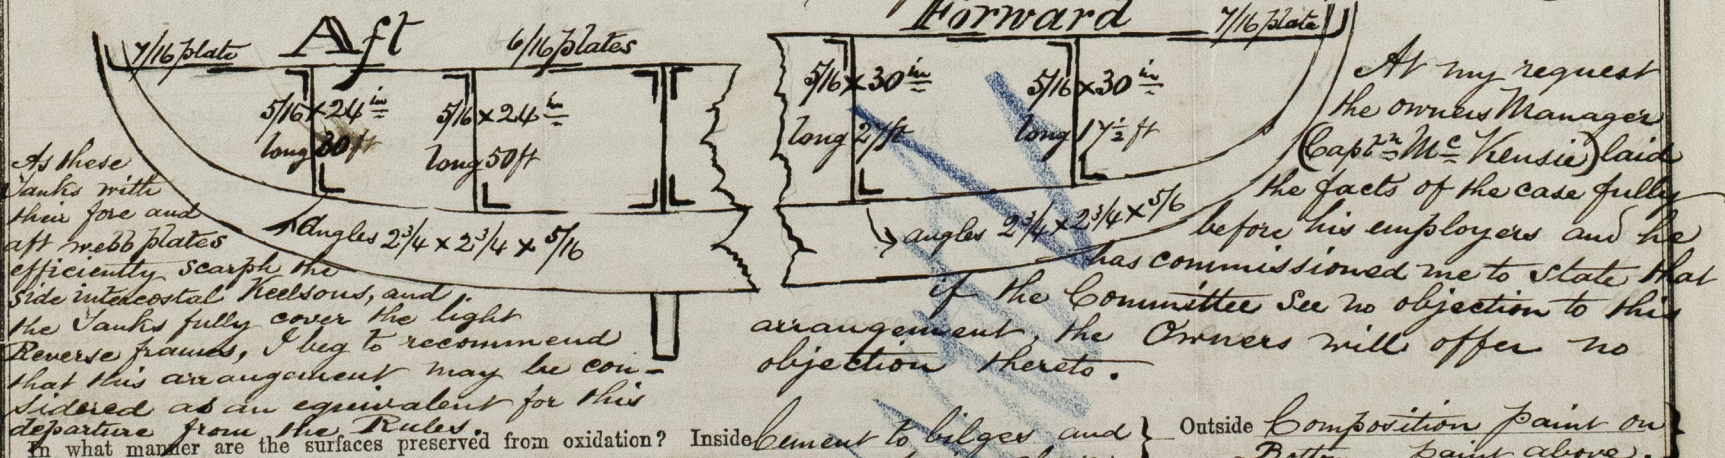 Aft
Forward
7/16 plate
6/16 plates
7/16 plate
5/16 x 24 in
long 30 ft
5/16 x 24 in
long 50 ft
5/16 x 30 in
long 27 ft
5/16 x 30 in
long 17 1/2 ft
Angles 2 3/4 x 2 3/4 x 5/16
angles 2 3/4 x 2 3/4 x 5/16
As these
Tanks with
their fore and
aft webb plates
efficiently scarph the
side intercostal Keelsons, and
the Tanks fully cover the light
Reverse frames, I beg to recommend
that this arrangement may be con-
sidered as an equivalent for this
departure from the Rules.
At my request
the owners Manager
(Captn Mc Kensie) laid
the facts of the case fully
before his employers and he
has commissioned me to state that
if the Committee See no objection to this
arrangement, the Owners will offer no
objection thereto.
In what manner are the surfaces preserved from oxidation? Inside Cement to bilges and
Outside Composition paint on
paint above.